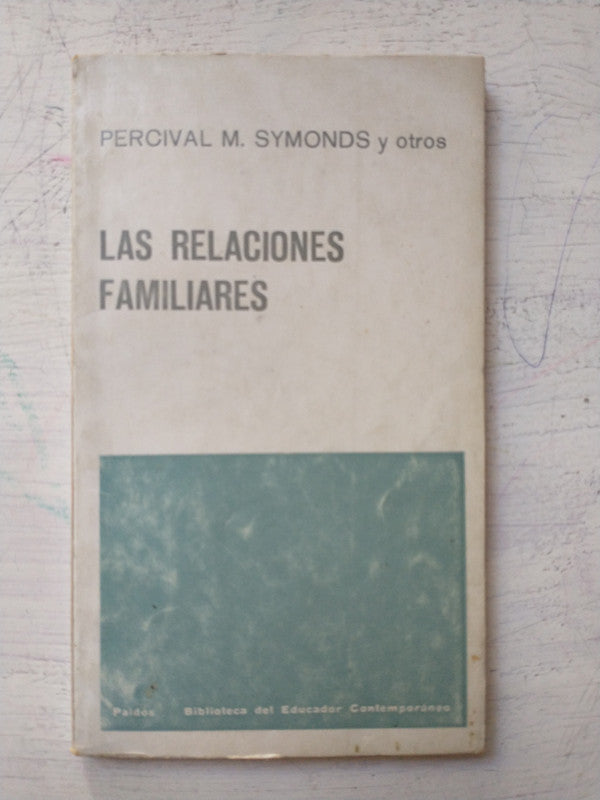 PERCIVAL M. SYMONDS y otros
LAS RELACIONES
FAMILIARES
Paidós Biblioteca del Educador Contemporáneo